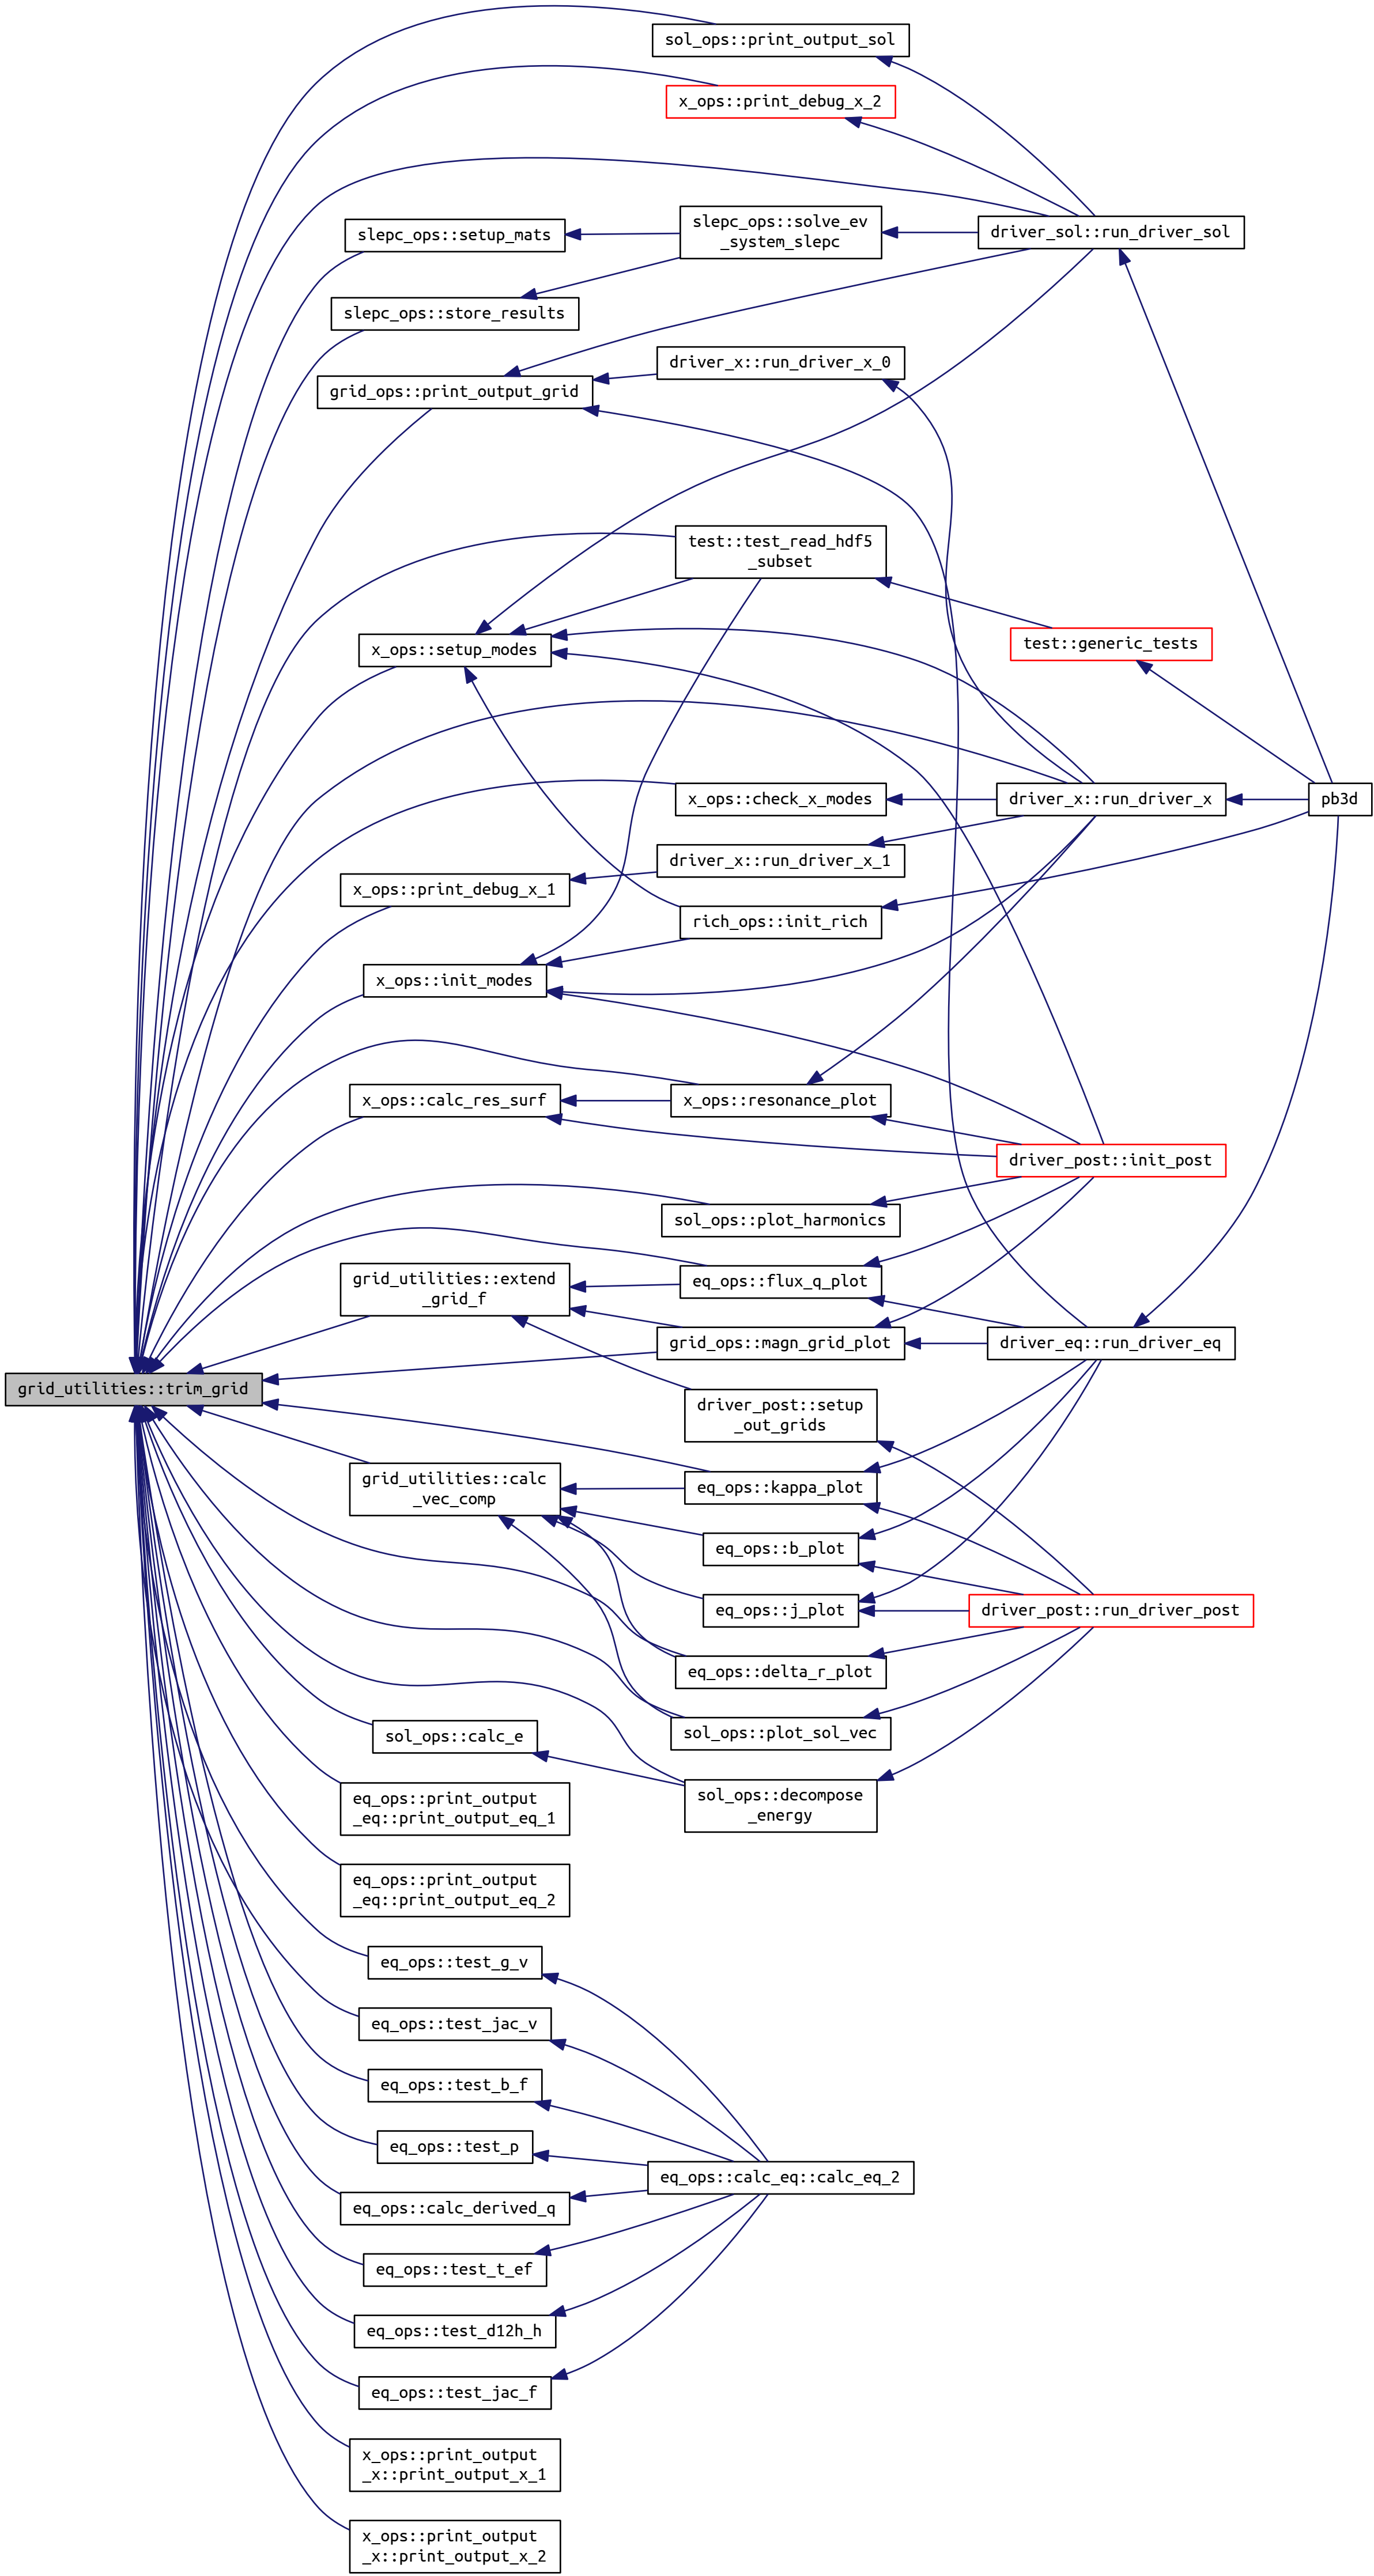 sol_ops::print_output_sol
x_ops::print_debug_x_2
slepc_ops::setup_mats
slepc_ops::solve_ev
_system_slepc
driver_sol::run_driver_sol
slepc_ops::store_results
driver_x::run_driver_x_0
grid_ops::print_output_grid
test::test_read_hdf5
_subset
x_ops::setup_modes
test::generic_tests
x_ops::check_x_modes
driver_x::run_driver_x
pb3d
driver_x::run_driver_x_1
x_ops::print_debug_x_1
rich_ops::init_rich
x_ops::init_modes
x_ops::calc_res_surf
x_ops::resonance_plot
driver_post::init_post
sol_ops::plot_harmonics
grid_utilities::extend
_grid_f
eq_ops::flux_q_plot
grid_ops::magn_grid_plot
driver_eq::run_driver_eq
grid_utilities::trim_grid
driver_post::setup
_out_grids
grid_utilities::calc
_vec_comp
eq_ops::kappa_plot
eq_ops::b_plot
eq_ops::j_plot
driver_post::run_driver_post
eq_ops::delta_r_plot
sol_ops::calc_e
sol_ops::plot_sol_vec
sol_ops::decompose
_energy
eq_ops::print_output
_eq::print_output_eq_1
eq_ops::print_output
_eq::print_output_eq_2
eq_ops::test_g_v
eq_ops::test_jac_v
eq_ops::test_b_f
eq_ops::test_p
eq_ops::calc_eq::calc_eq_2
eq_ops::calc_derived_q
eq_ops::test_t_ef
eq_ops::test_d12h_h
eq_ops::test_jac_f
x_ops::print_output
_x::print_output_x_1
x_ops::print_output
_x::print_output_x_2